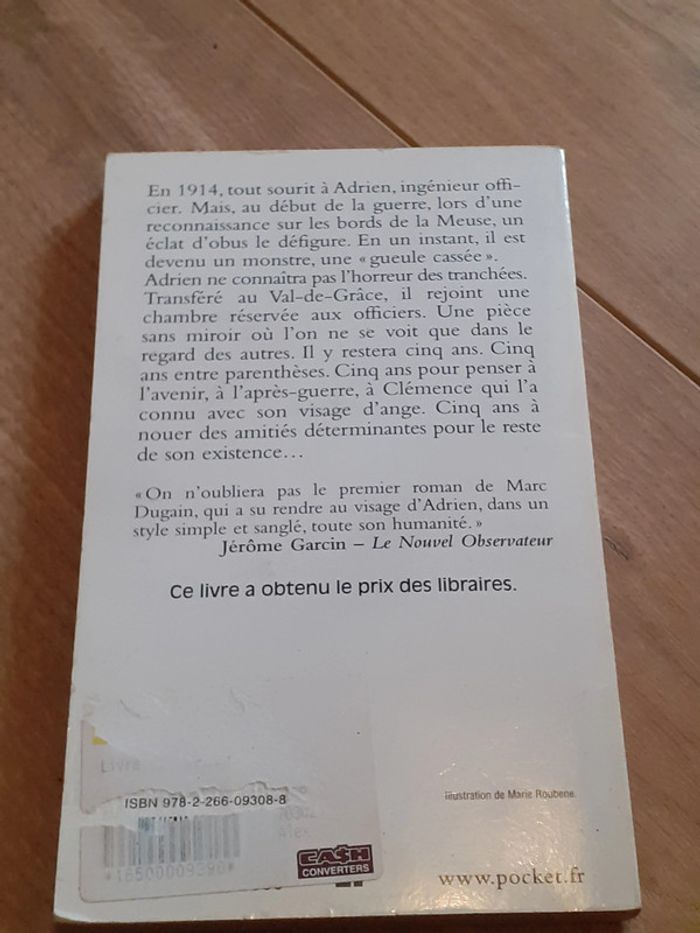 En 1914, tout sourit à Adrien, ingénieur offi-
cier. Mais, au début de la guerre, lors d'une
reconnaissance sur les bords de la Meuse, un
éclat d'obus le défigure. En un instant, il est
devenu un monstre, une « gueule cassée ».
Adrien ne connaîtra pas l'horreur des tranchées.
Transféré au Val-de-Grâce, il rejoint une
chambre réservée aux officiers. Une pièce
sans miroir où l'on ne se voit que dans le
regard des autres. Il y restera cinq ans. Cinq
ans entre parenthèses. Cinq ans pour penser à
l'avenir, à l'après-guerre, à Clémence qui l'a
connu avec son visage d'ange. Cinq ans à
nouer des amitiés déterminantes pour le reste
de son existence…
« On n'oubliera pas le premier roman de Marc
Dugain, qui a su rendre au visage d'Adrien, dans un
style simple et sanglé, toute son humanité. »
Jérôme Garcin – Le Nouvel Observateur
Ce livre a obtenu le prix des libraires.
Livre
ISBN 978-2-266-09308-8
Illustration de Marie Roubene.
CA$H
CONVERTERS
www.pocket.fr